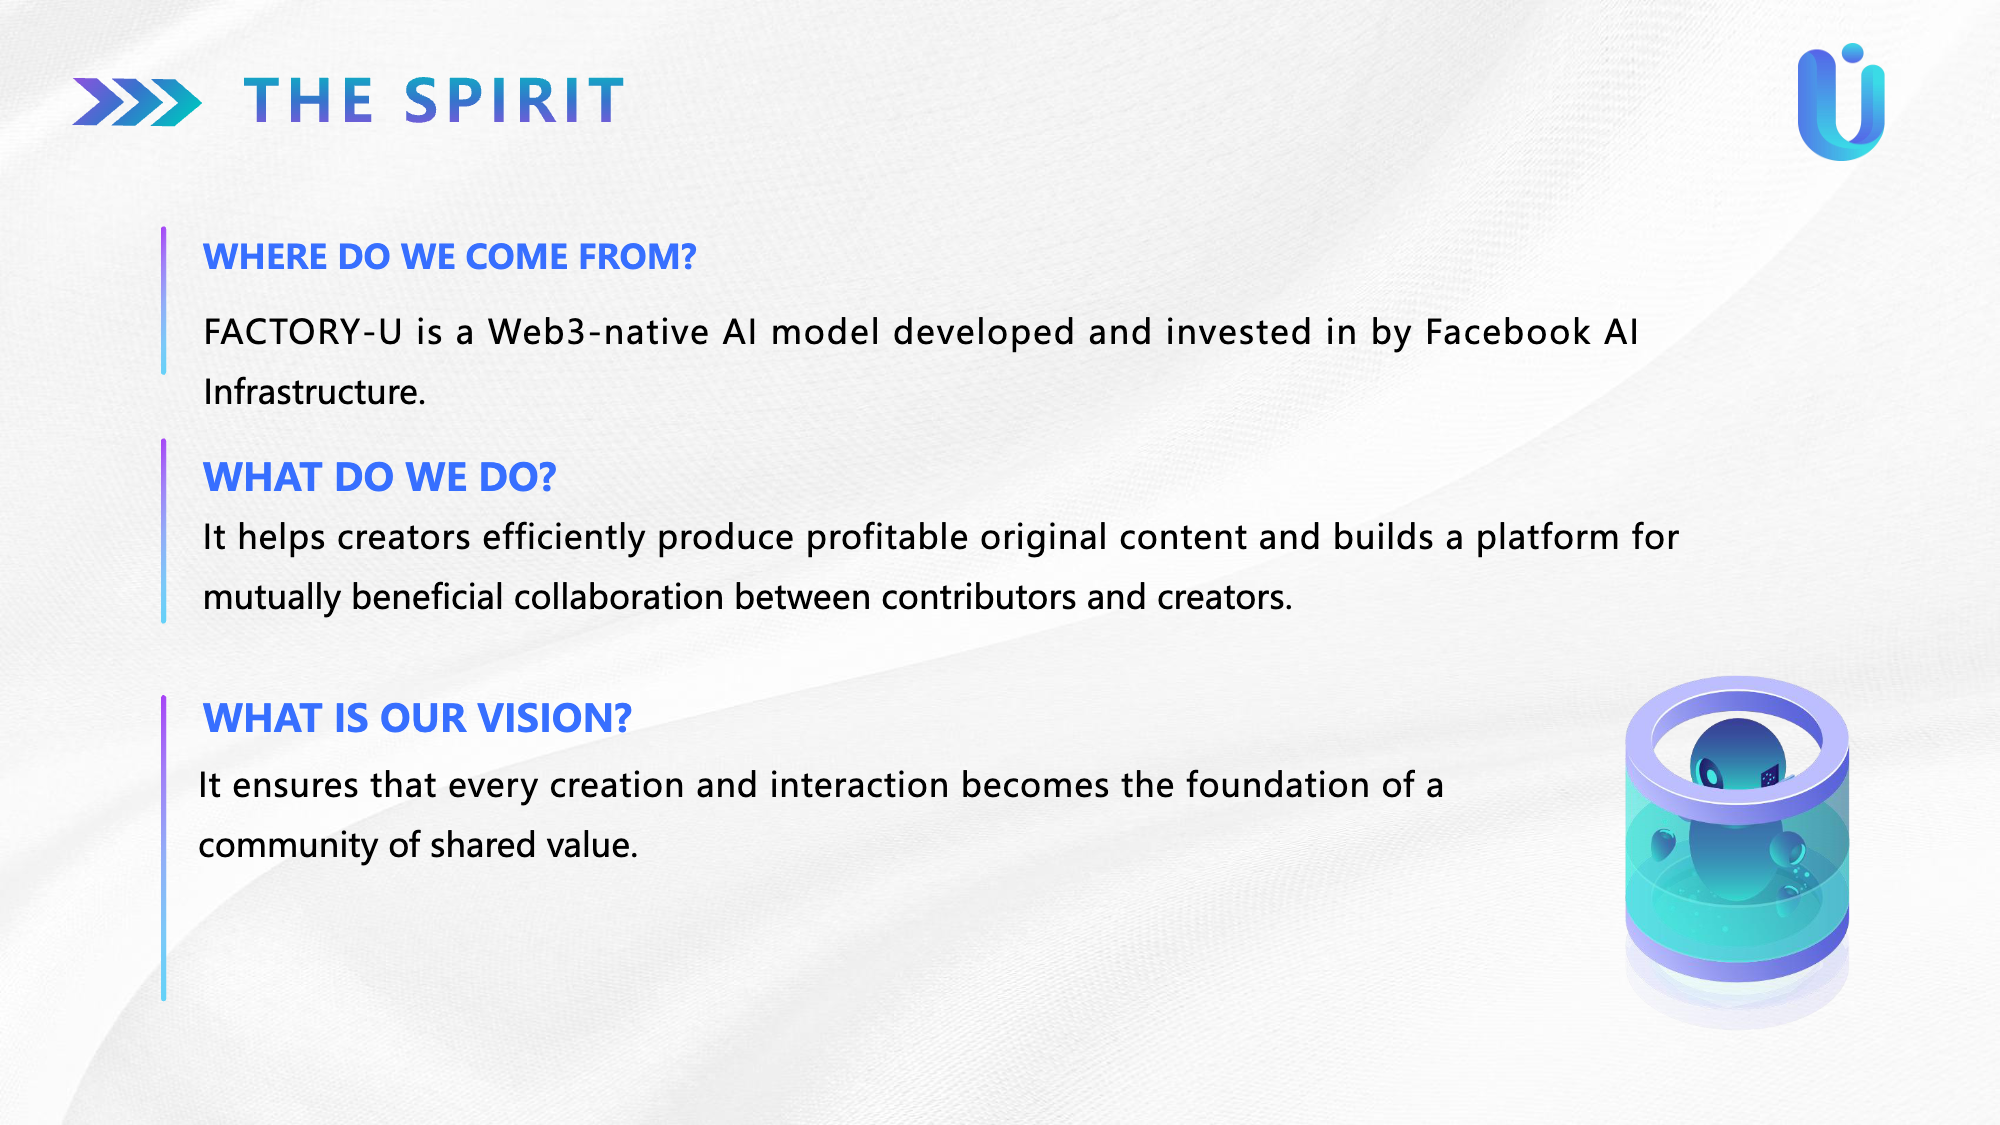 THE SPIRIT
WHERE DO WE COME FROM?
FACTORY-U is a Web3-native AI model developed and invested in by Facebook AI
Infrastructure.
WHAT DO WE DO?
It helps creators efficiently produce profitable original content and builds a platform for
mutually beneficial collaboration between contributors and creators.
WHAT IS OUR VISION?
It ensures that every creation and interaction becomes the foundation of a
community of shared value.